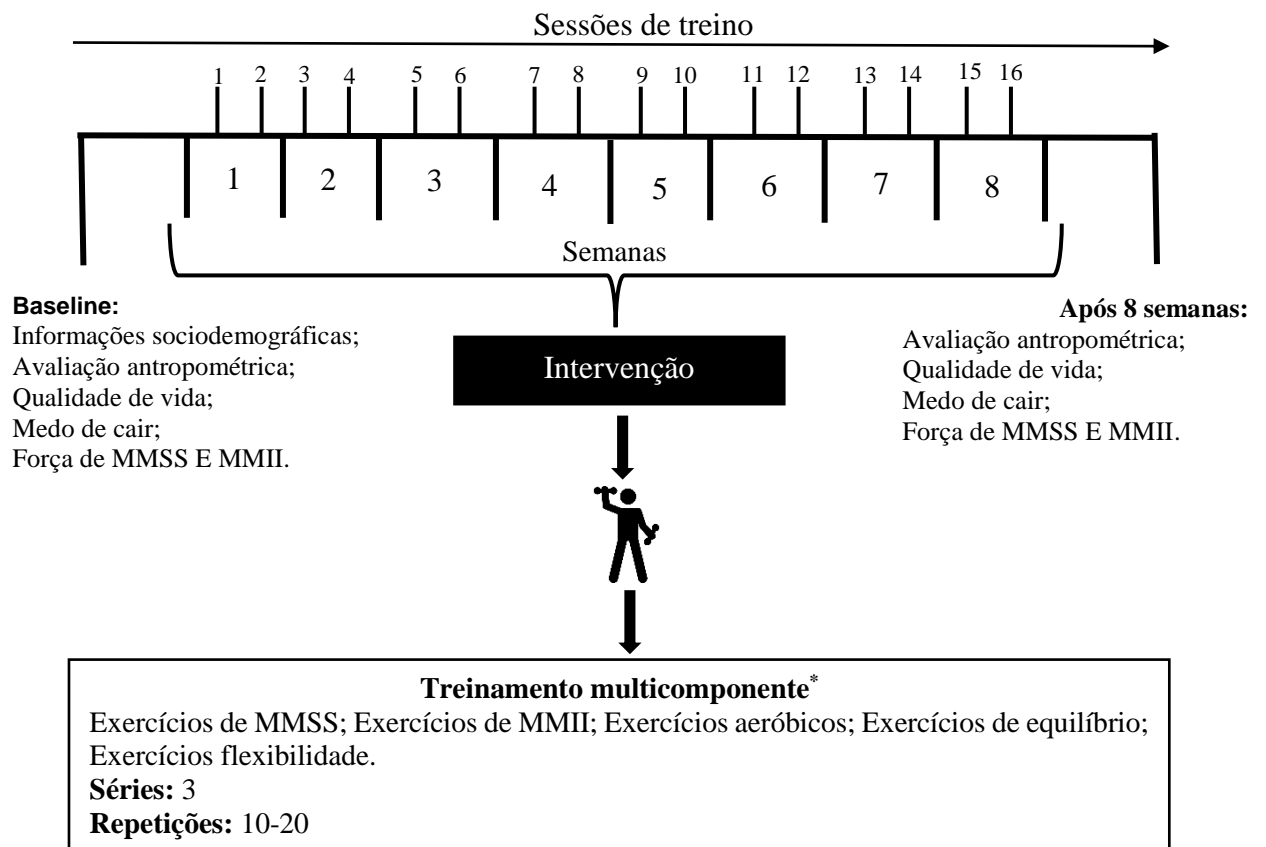 Sessões de treino
1 2 3 4 5 6 7 8 9 10 11 12 13 14 15 16
1 2 3 4 5 6 7 8
Semanas
Baseline:
Informações sociodemográficas;
Avaliação antropométrica;
Qualidade de vida;
Medo de cair;
Força de MMSS E MMII.
Intervenção
Após 8 semanas:
Avaliação antropométrica;
Qualidade de vida;
Medo de cair;
Força de MMSS E MMII.
Treinamento multicomponente*
Exercícios de MMSS; Exercícios de MMII; Exercícios aeróbicos; Exercícios de equilíbrio;
Exercícios flexibilidade.
Séries: 3
Repetições: 10-20